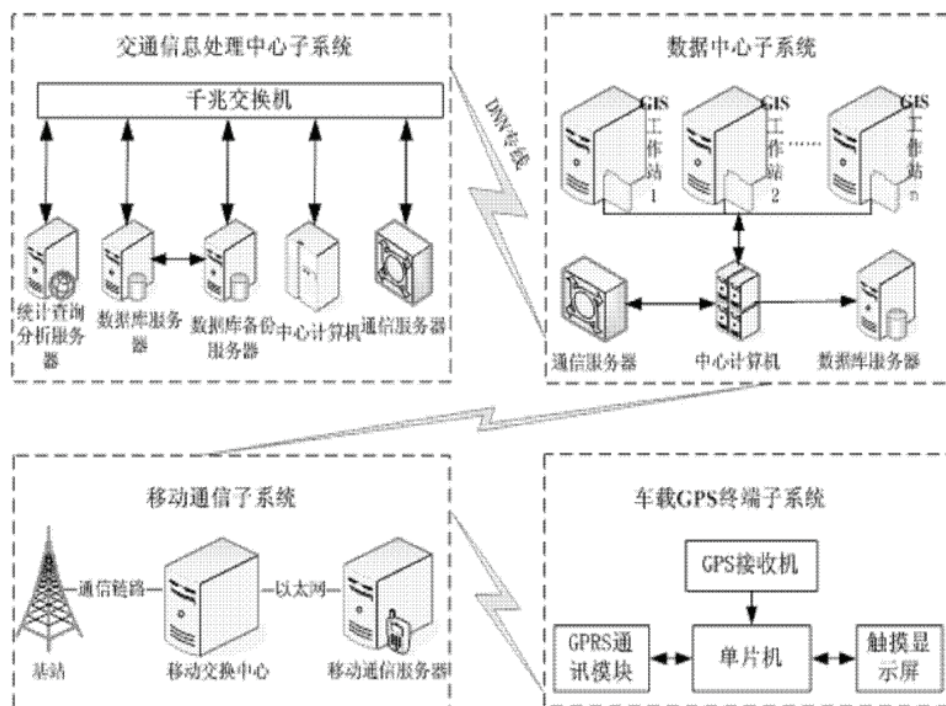 交通信息处理中心子系统
千兆交换机
统计查询
分析服务
器
数据库服务
器
数据库备份
服务器
中心计算机
通信服务器
DNN专线
数据中心子系统
GIS
工
作
站
1
GIS
工
作
站
2
……
GIS
工
作
站
n
通信服务器
中心计算机
数据库服务器
移动通信子系统
通信链路
以太网
基站
移动交换中心
移动通信服务器
车载GPS终端子系统
GPS接收机
GPRS通
讯模块
单片机
触摸显
示屏